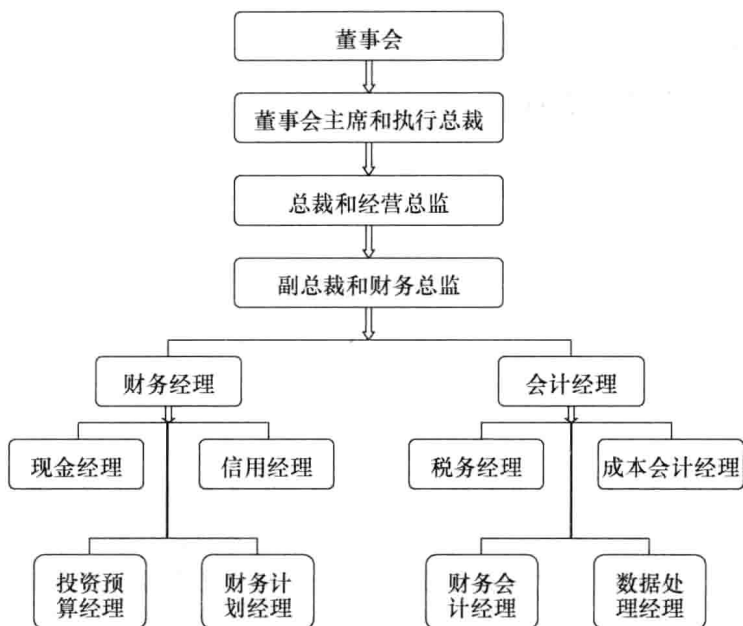 董事会
董事会主席和执行总裁
总裁和经营总监
副总裁和财务总监
财务经理
会计经理
现金经理
信用经理
税务经理
成本会计经理
投资预
算经理
财务计
划经理
财务会
计经理
数据处
理经理